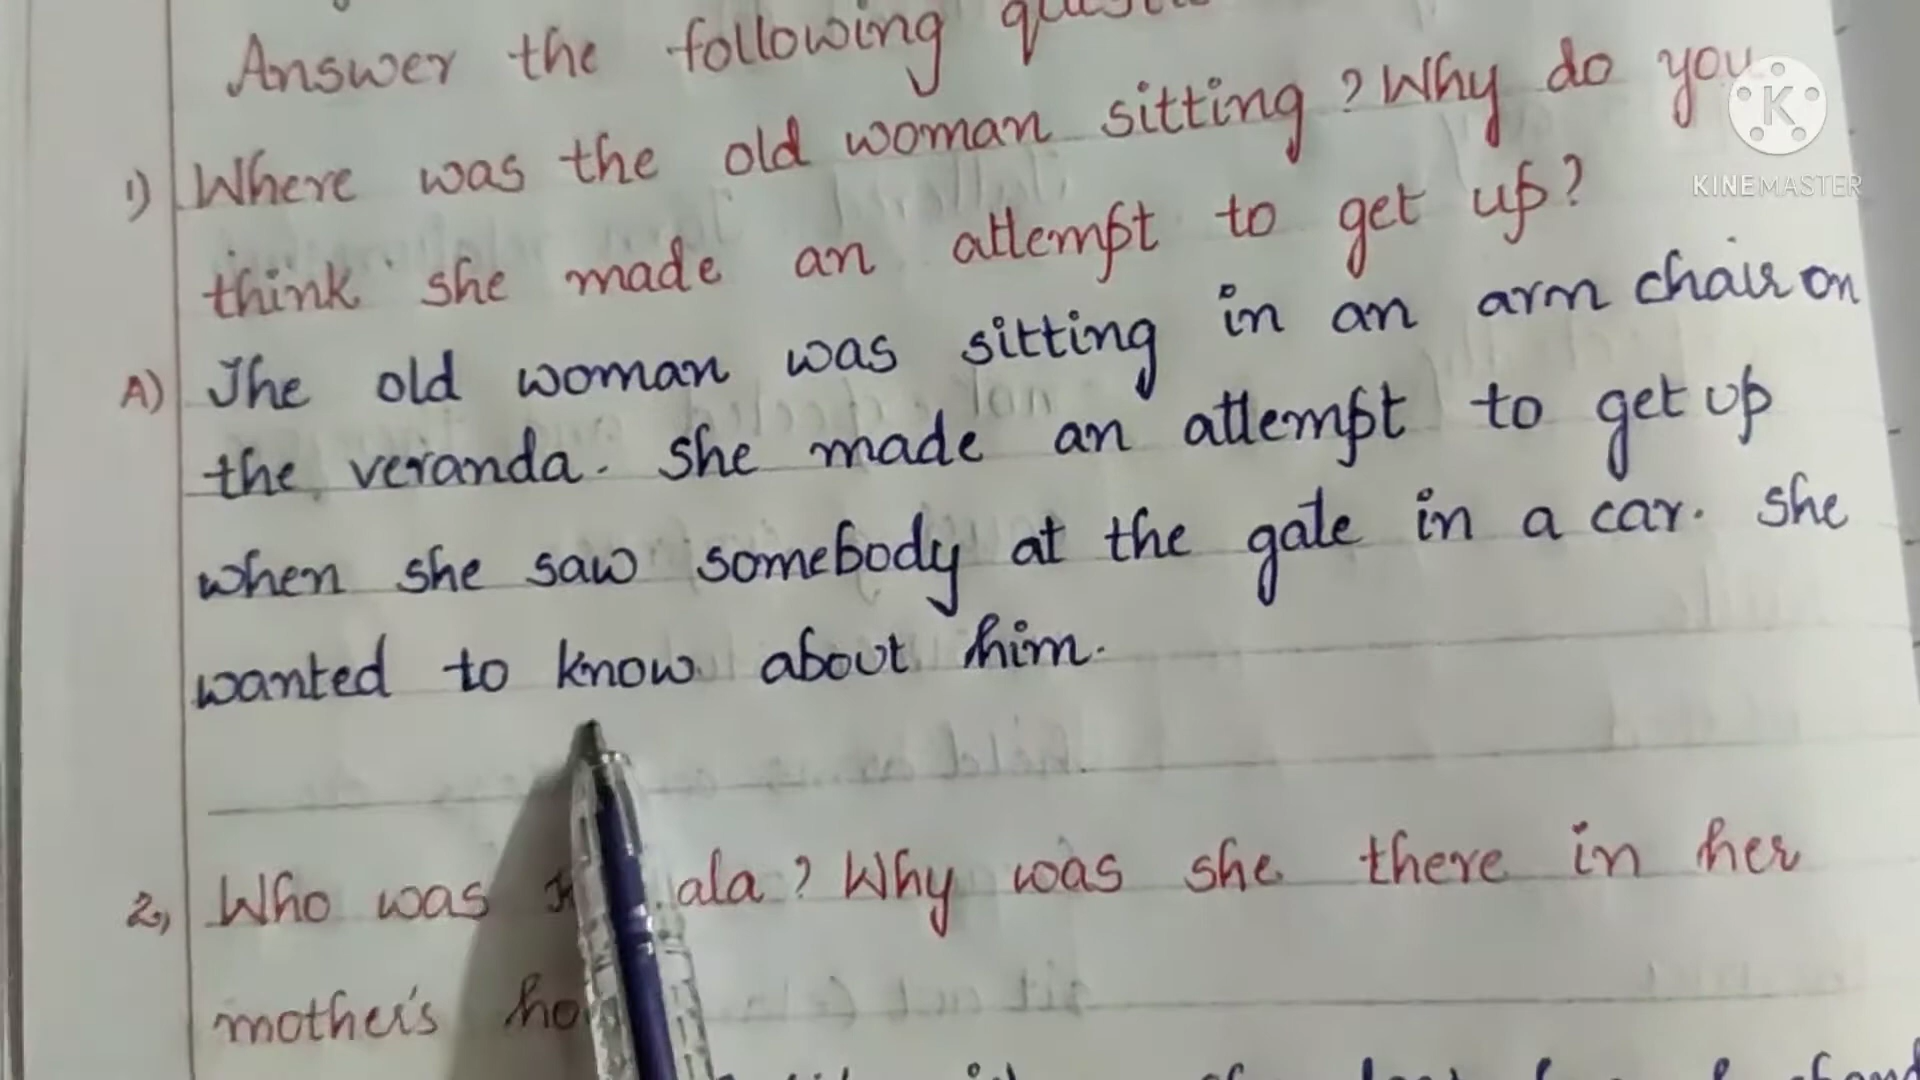 Answer the following
1) Where was the old woman sitting? Why do you
think she made an attempt to get up?
A) The old woman was sitting in an arm chair on
the veranda. She made an attempt to get up
when she saw somebody at the gate in a car. She
wanted to know about him.
2, Who was ? Why was she there in her
mother's
K
KINEMASTER